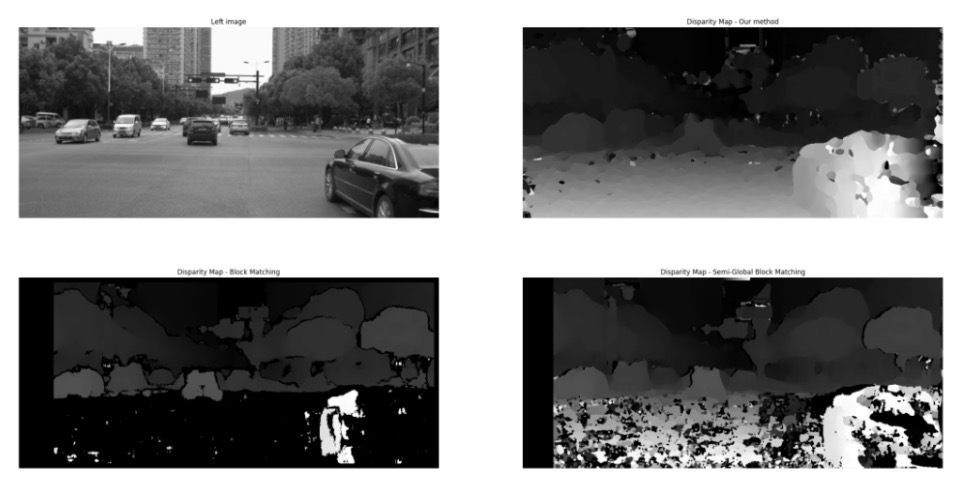 Left image
Disparity Map - Our method
Disparity Map - Block Matching
Disparity Map - Semi-Global Block Matching